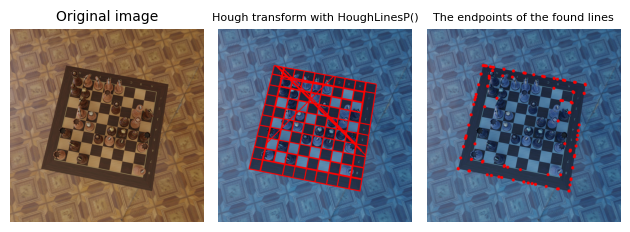 Original image
Hough transform with HoughLinesP()
The endpoints of the found lines